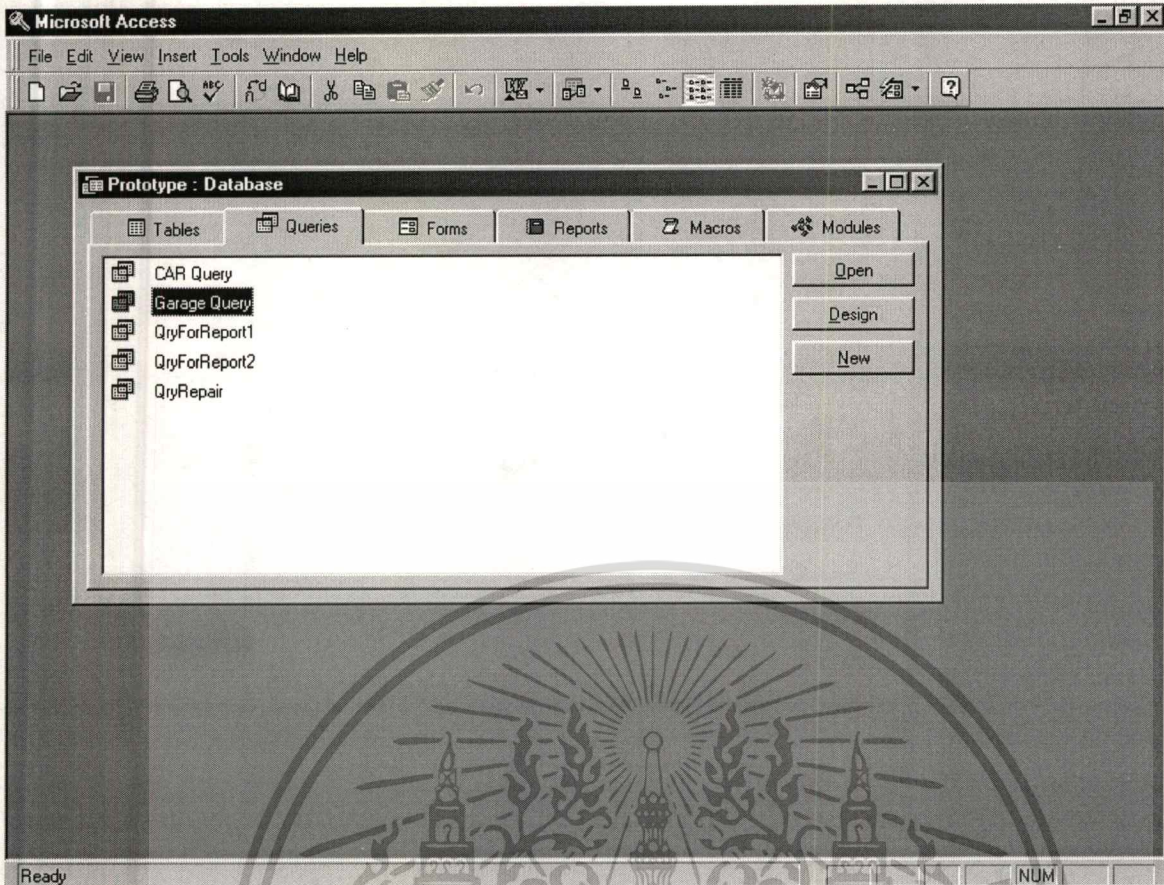 Microsoft Access
File Edit View Insert Tools Window Help
Prototype : Database
Tables Queries Forms Reports Macros Modules
CAR Query
Garage Query
QryForReport1
QryForReport2
QryRepair
Open
Design
New
Ready
NUM